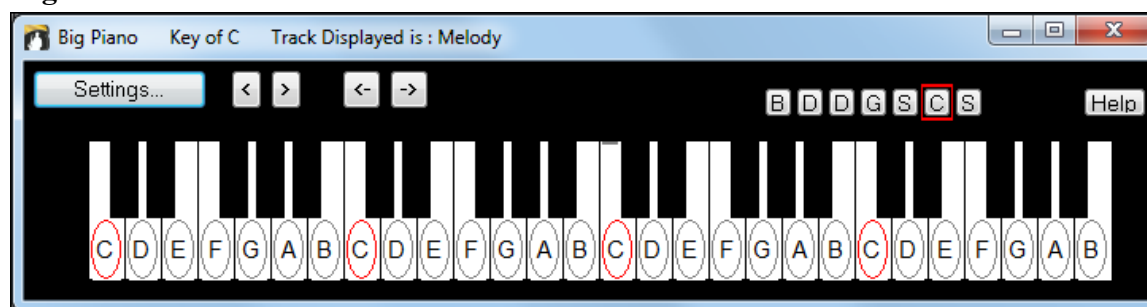 Big Piano Key of C Track Displayed is : Melody
Settings... < > <- -> B D D G S C S Help
C D E F G A B C D E F G A B C D E F G A B C D E F G A B